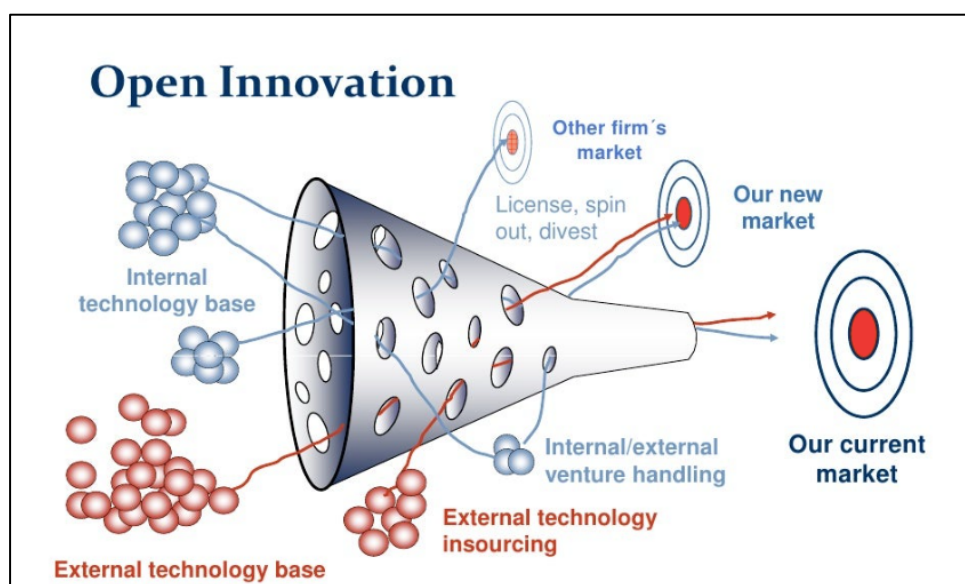 Open Innovation
Other firm´s
market
License, spin
out, divest
Our new
market
Internal
technology base
Internal/external
venture handling
Our current
market
External technology
insourcing
External technology base